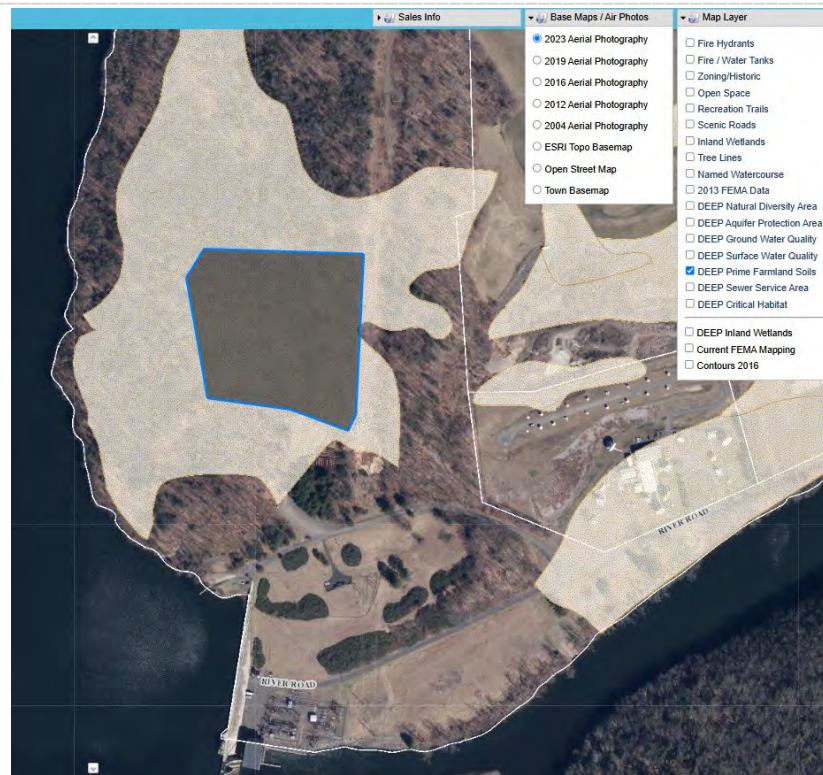 Sales Info
Base Maps / Air Photos
2023 Aerial Photography
2019 Aerial Photography
2016 Aerial Photography
2012 Aerial Photography
2004 Aerial Photography
ESRI Topo Basemap
Open Street Map
Town Basemap
Map Layer
Fire Hydrants
Fire / Water Tanks
Zoning/Historic
Open Space
Recreation Trails
Scenic Roads
Inland Wetlands
Tree Lines
Named Watercourse
2013 FEMA Data
DEEP Natural Diversity Area
DEEP Aquifer Protection Area
DEEP Ground Water Quality
DEEP Surface Water Quality
DEEP Prime Farmland Soils
DEEP Sewer Service Area
DEEP Critical Habitat
DEEP Inland Wetlands
Current FEMA Mapping
Contours 2016
RIVER ROAD
RIVER ROAD